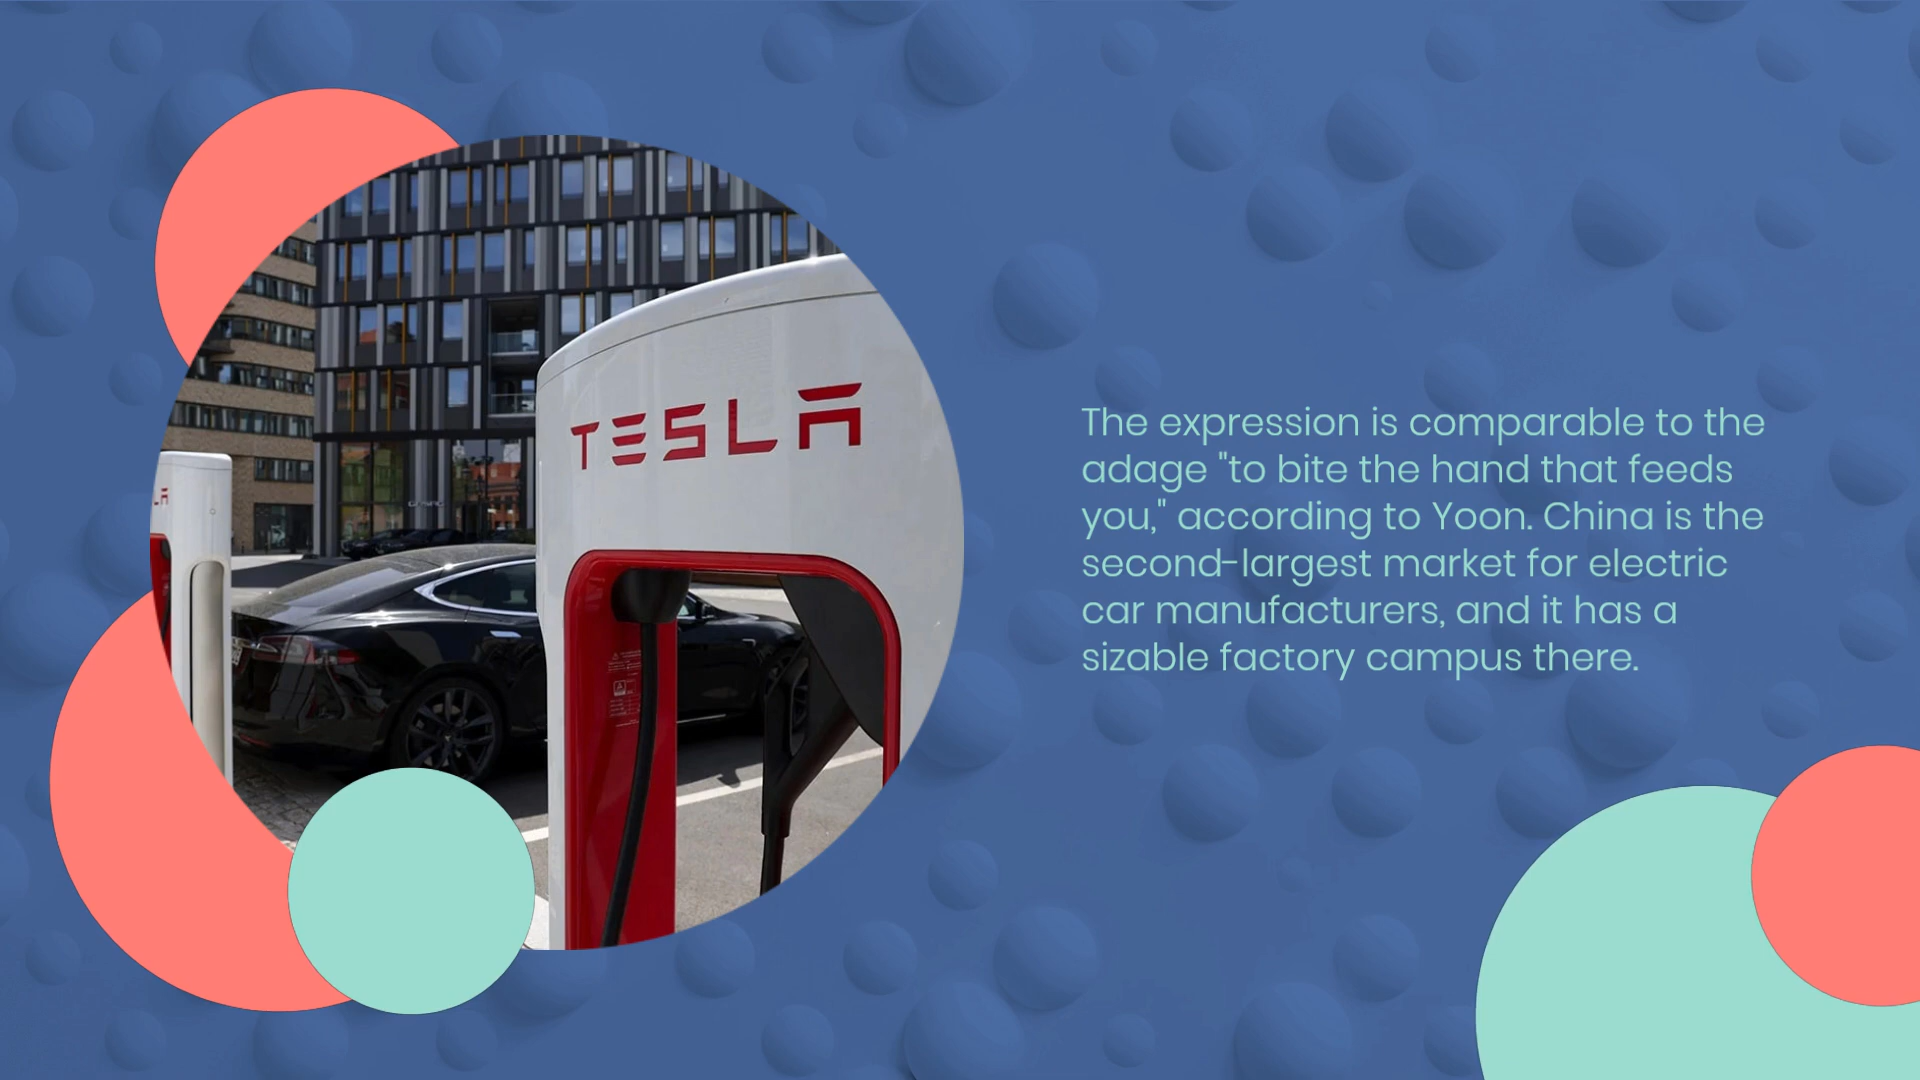 TESLA
LA
The expression is comparable to the
adage "to bite the hand that feeds
you," according to Yoon. China is the
second-largest market for electric
car manufacturers, and it has a
sizable factory campus there.